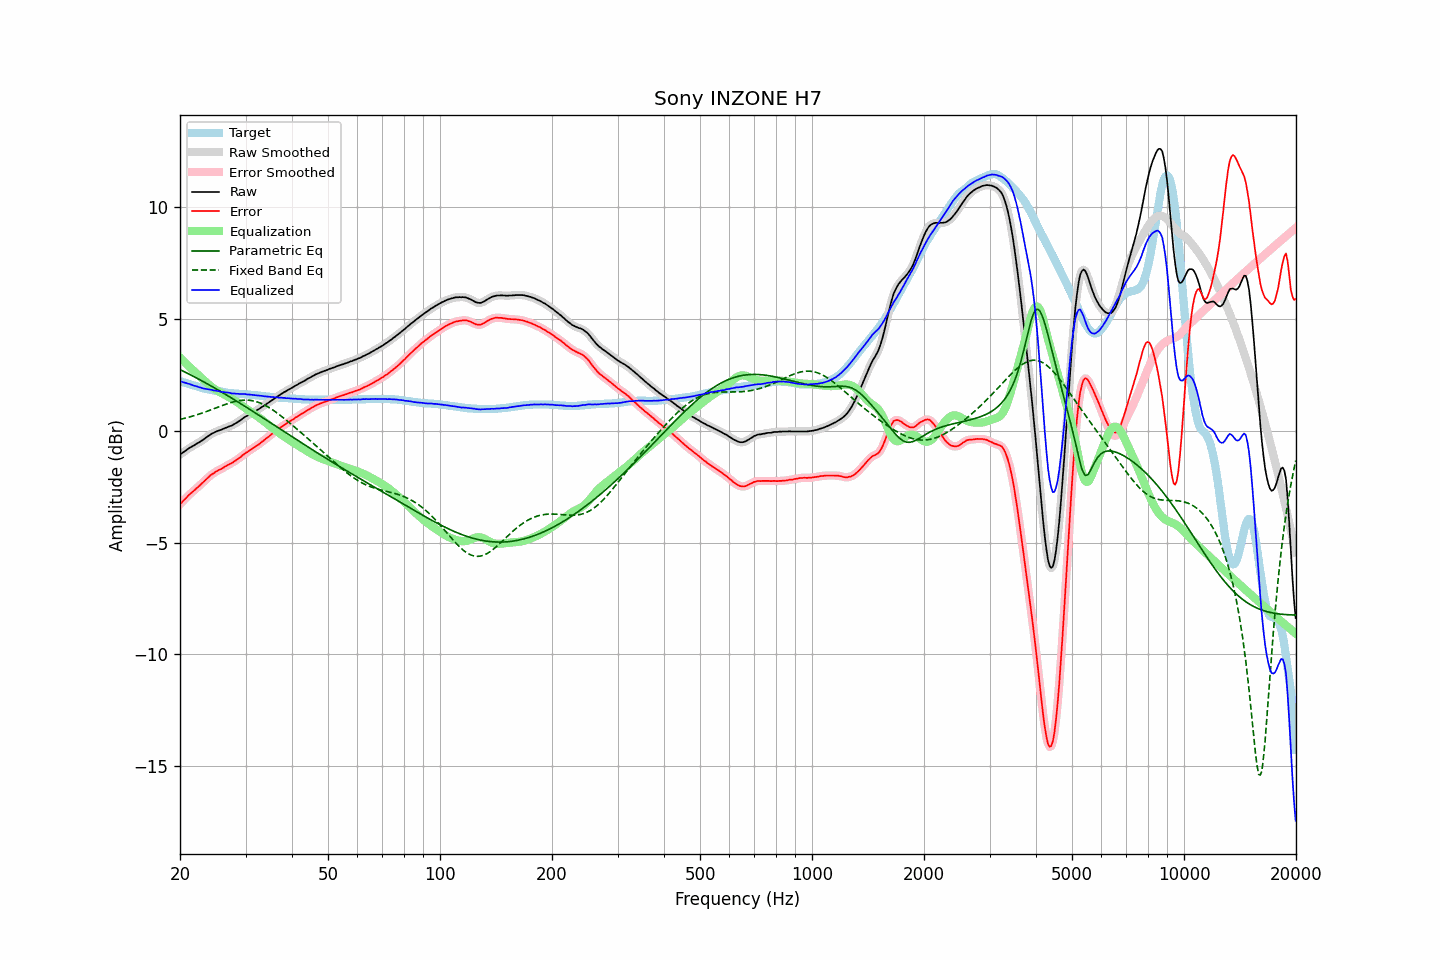 Sony INZONE H7
Target
Raw Smoothed
Error Smoothed
Raw
Error
Equalization
Parametric Eq
Fixed Band Eq
Equalized
10
5
0
−5
−10
−15
Amplitude (dBr)
20 50 100 200 500 1000 2000 5000 10000 20000
Frequency (Hz)